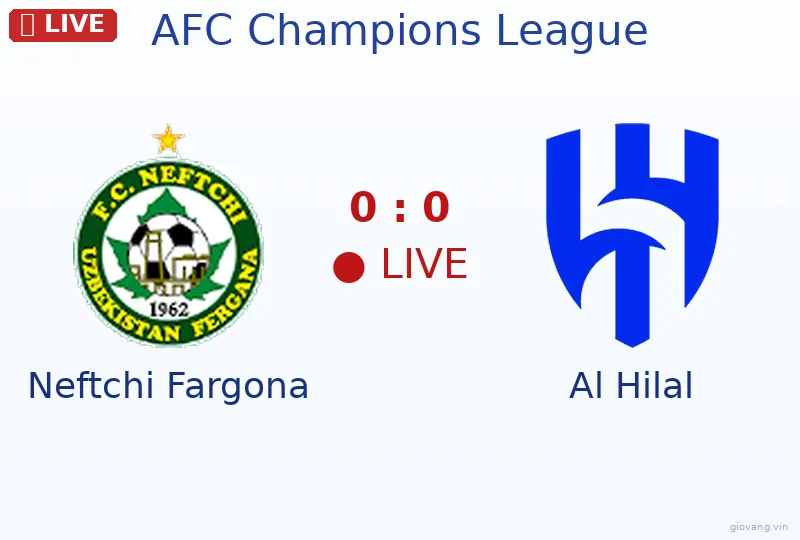 LIVE
AFC Champions League
F.C. NEFTCHI
1962
UZBEKISTAN FERGANA
0 : 0
● LIVE
Neftchi Fargona
Al Hilal
giovang.vin